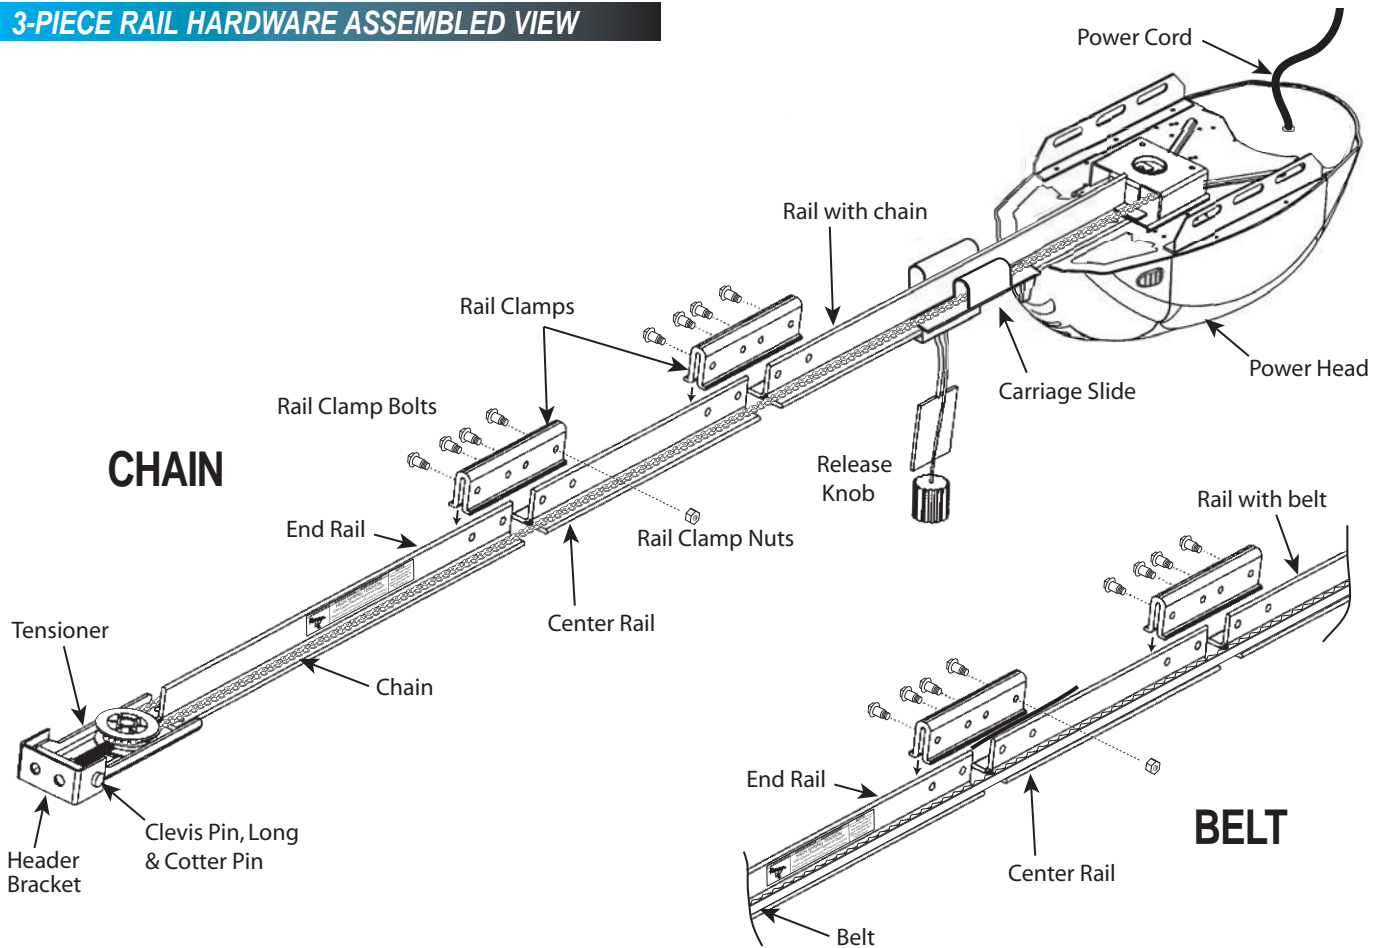 3-PIECE RAIL HARDWARE ASSEMBLED VIEW
Power Cord
Rail with chain
Rail Clamps
Power Head
Carriage Slide
Rail Clamp Bolts
CHAIN
Release
Knob
Rail with belt
End Rail
Rail Clamp Nuts
Center Rail
Tensioner
Chain
End Rail
BELT
Clevis Pin, Long
& Cotter Pin
Header
Bracket
Center Rail
Belt